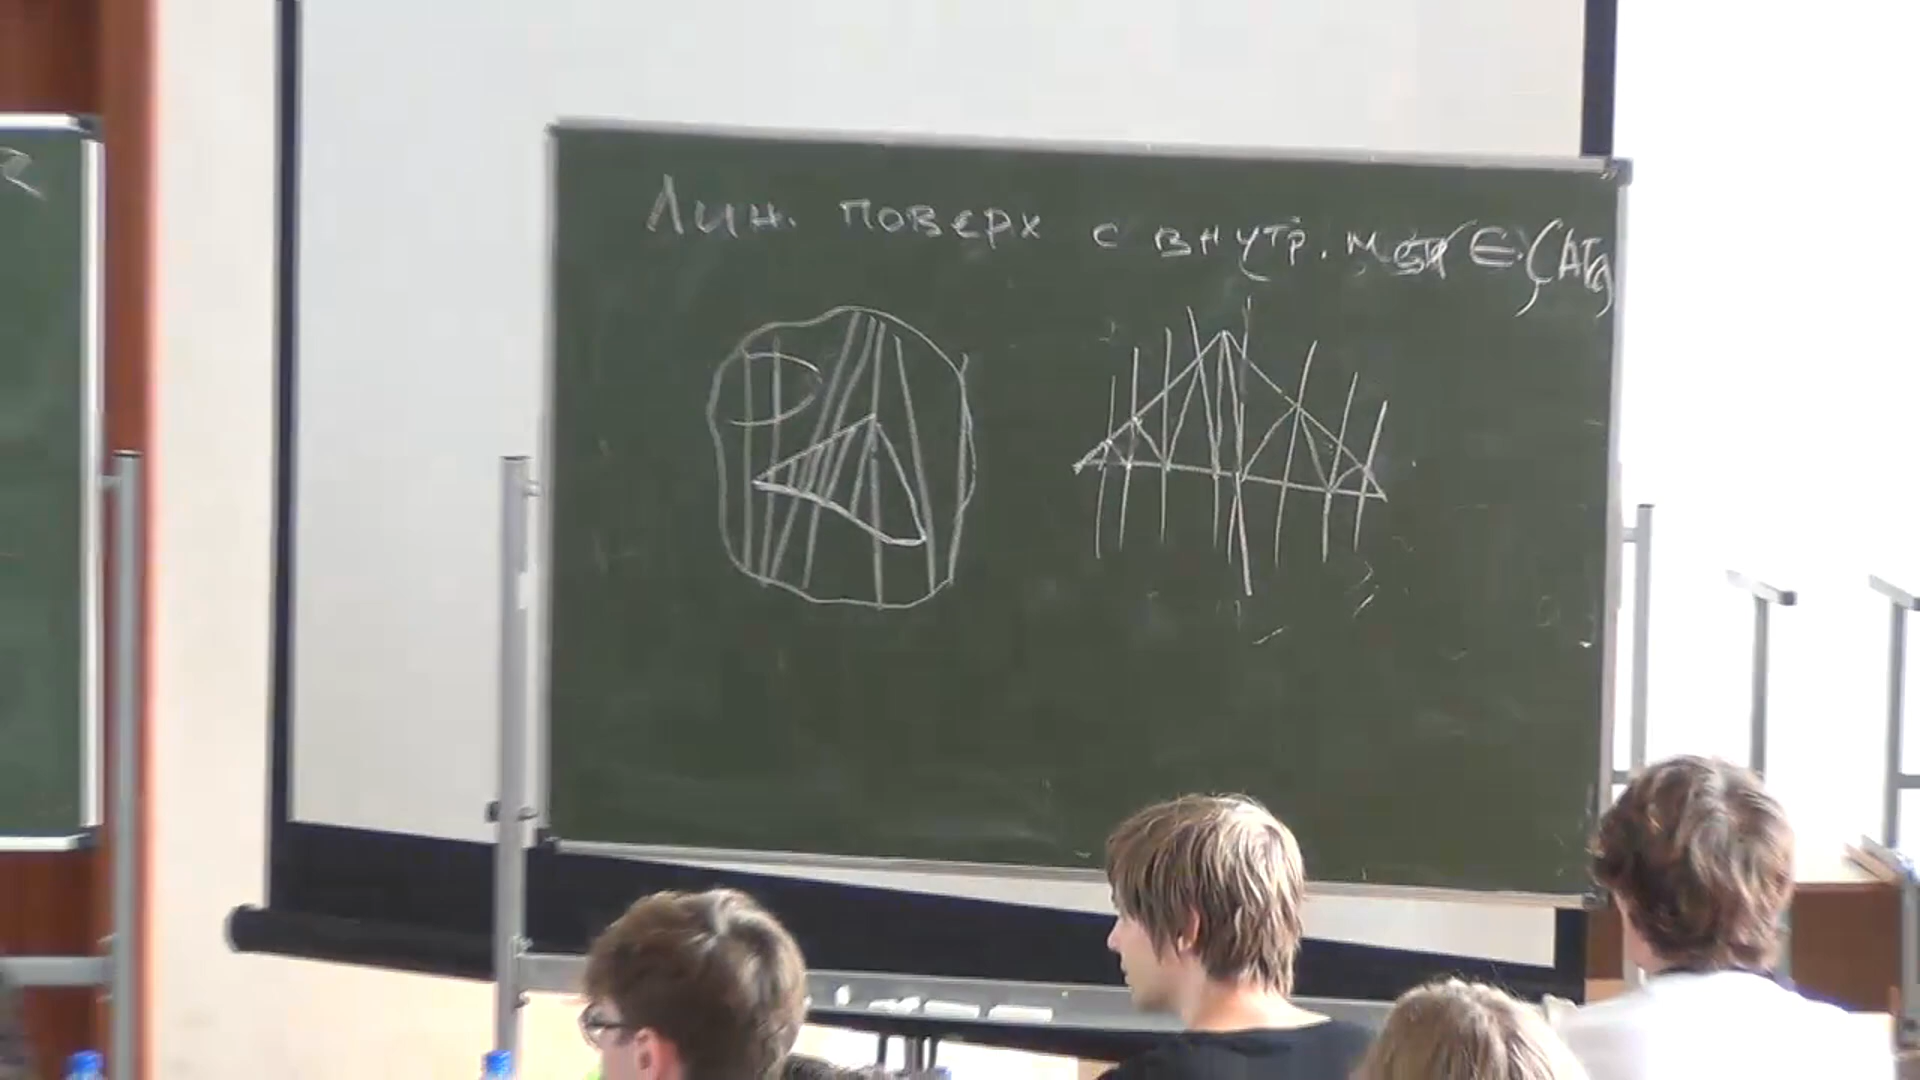 Лин. поверх с внутр. ∈ CAT(0)